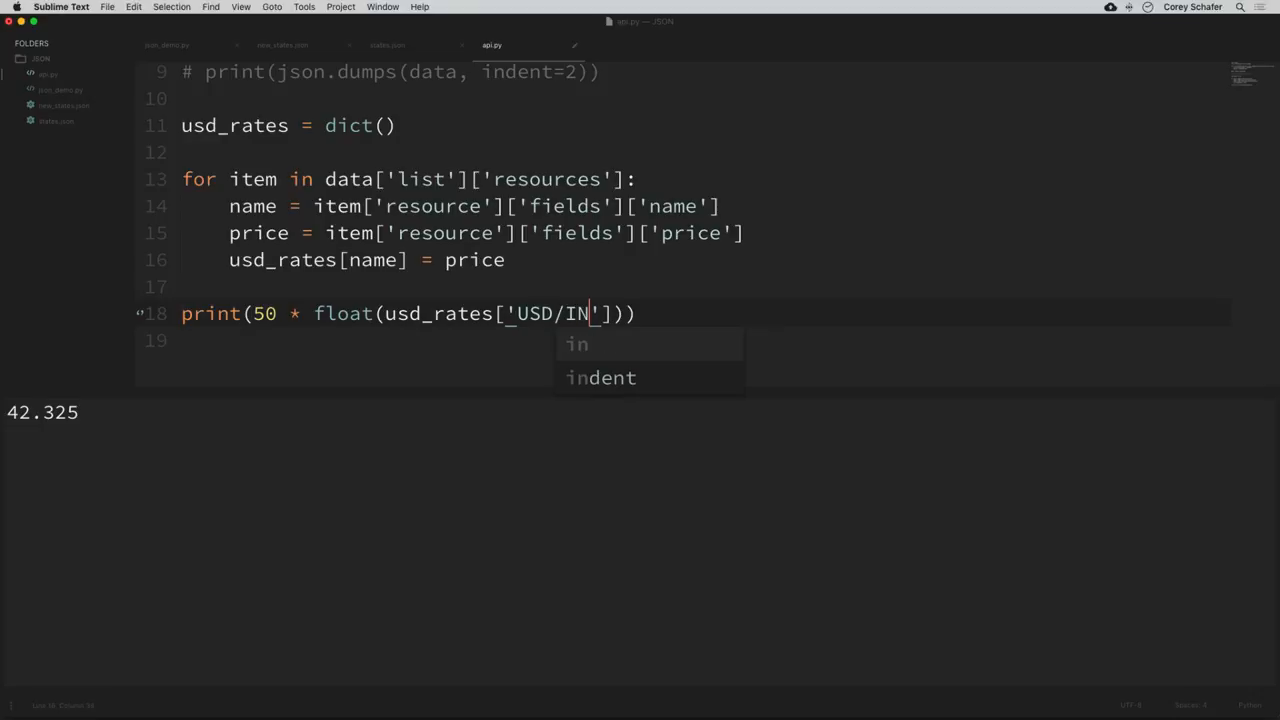 Sublime Text File Edit Selection Find View Goto Tools Project Window Help Corey Schafer
api.py — JSON
FOLDERS
json_demo.py new_states.json states.json api.py
JSON
api.py
json_demo.py
new_states.json
states.json
9 # print(json.dumps(data, indent=2))
10
11 usd_rates = dict()
12
13 for item in data['list']['resources']:
14 name = item['resource']['fields']['name']
15 price = item['resource']['fields']['price']
16 usd_rates[name] = price
17
18 print(50 * float(usd_rates['USD/IN']))
19
in
indent
42.325
UTF-8 Spaces: 4 Python